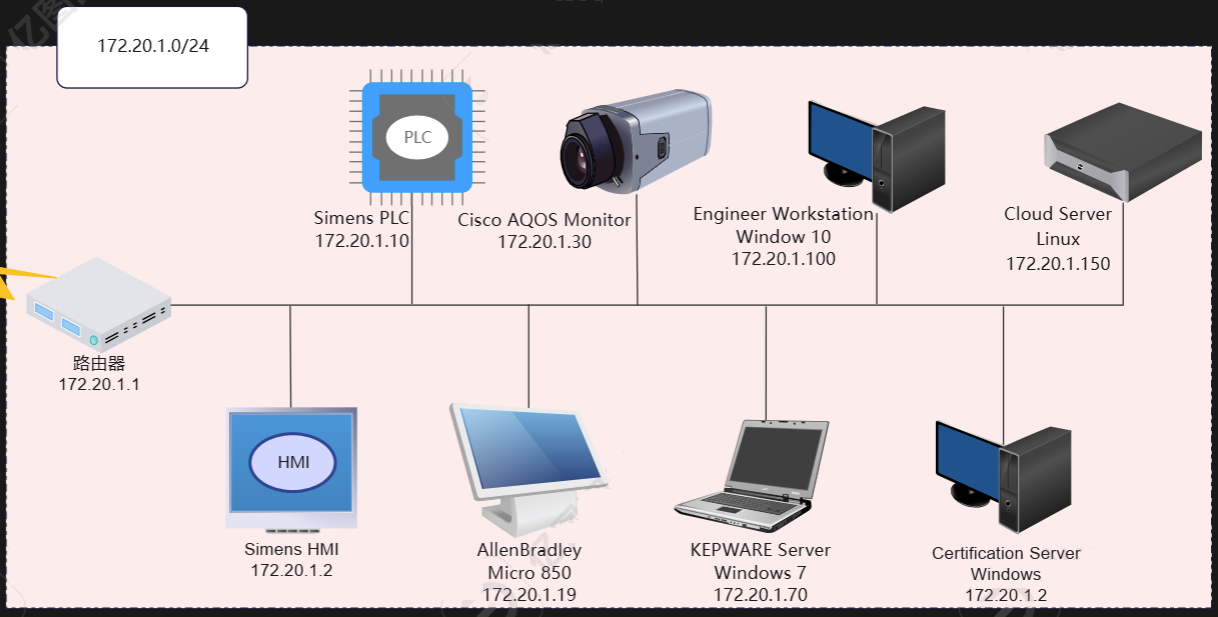 172.20.1.0/24
PLC
Simens PLC
172.20.1.10
Cisco AQOS Monitor
172.20.1.30
Engineer Workstation
Window 10
172.20.1.100
Cloud Server
Linux
172.20.1.150
路由器
172.20.1.1
HMI
Simens HMI
172.20.1.2
AllenBradley
Micro 850
172.20.1.19
KEPWARE Server
Windows 7
172.20.1.70
Certification Server
Windows
172.20.1.2